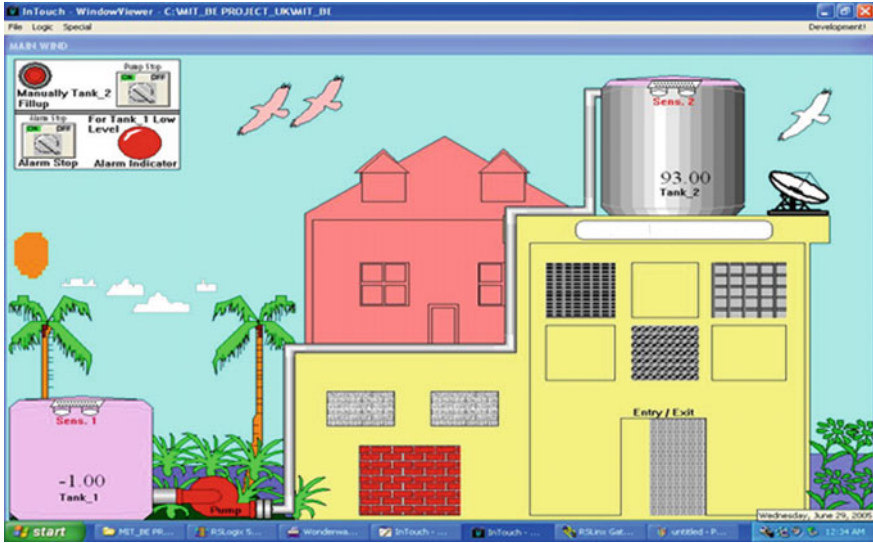 InTouch - WindowViewer - C:\MIT_BE PROJECT_UK\MIT_BE
File Logic Special
Development!
MAIN WIND
Pump Stop
ON OFF
Manually Tank_2
Fillup
Alarm Stop
ON OFF
For Tank_1 Low
Level
Alarm Stop
Alarm Indicator
Sens. 2
93.00
Tank_2
Entry / Exit
Sens. 1
-1.00
Tank_1
Pump
Wednesday, June 29, 2005
start
MIT_BE PR...
RSLogix 5...
Wonderwa...
InTouch - ...
InTouch - ...
RSLinx Gat...
untitled - P...
12:34 AM